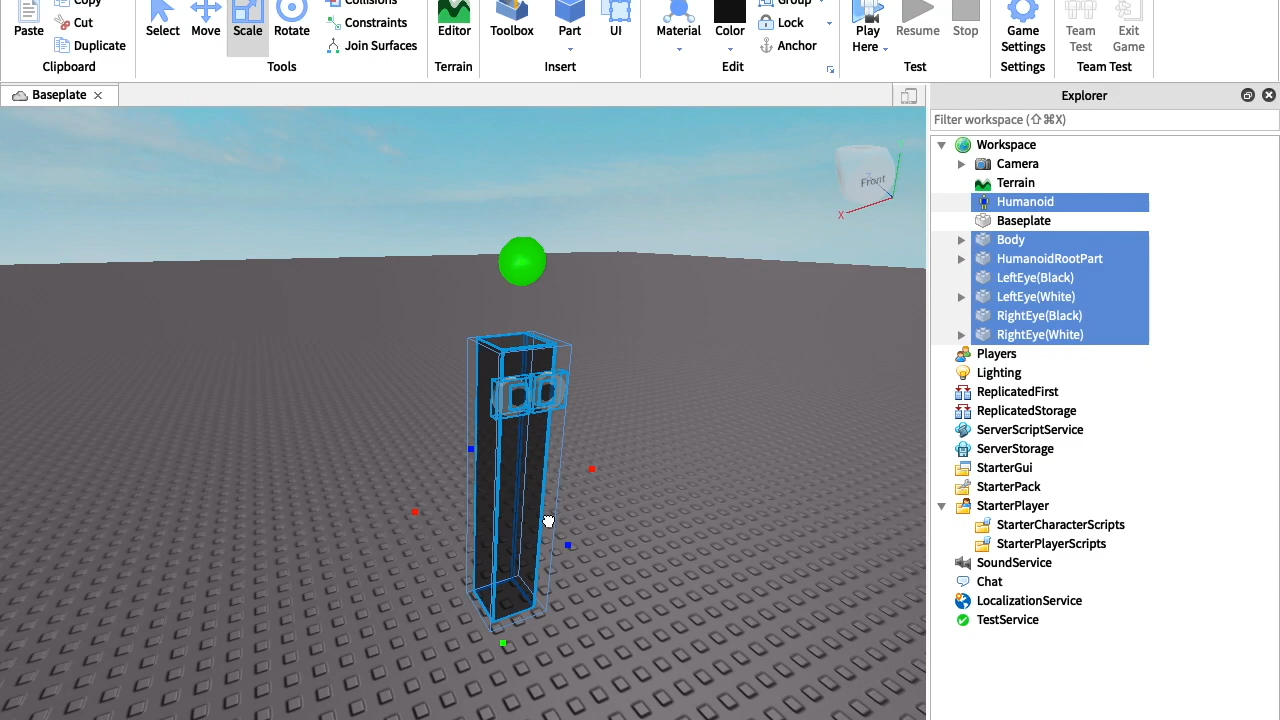 Copy
Collisions
Group
Paste
Cut
Select
Move
Scale
Rotate
Constraints
Editor
Toolbox
Part
UI
Material
Color
Lock
Play
Here
Resume
Stop
Game
Settings
Team
Test
Exit
Game
Duplicate
Join Surfaces
Anchor
Clipboard
Tools
Terrain
Insert
Edit
Test
Settings
Team Test
Baseplate
Explorer
Filter workspace (⇧⌘X)
Front
X
Workspace
Camera
Terrain
Humanoid
Baseplate
Body
HumanoidRootPart
LeftEye(Black)
LeftEye(White)
RightEye(Black)
RightEye(White)
Players
Lighting
ReplicatedFirst
ReplicatedStorage
ServerScriptService
ServerStorage
StarterGui
StarterPack
StarterPlayer
StarterCharacterScripts
StarterPlayerScripts
SoundService
Chat
LocalizationService
TestService